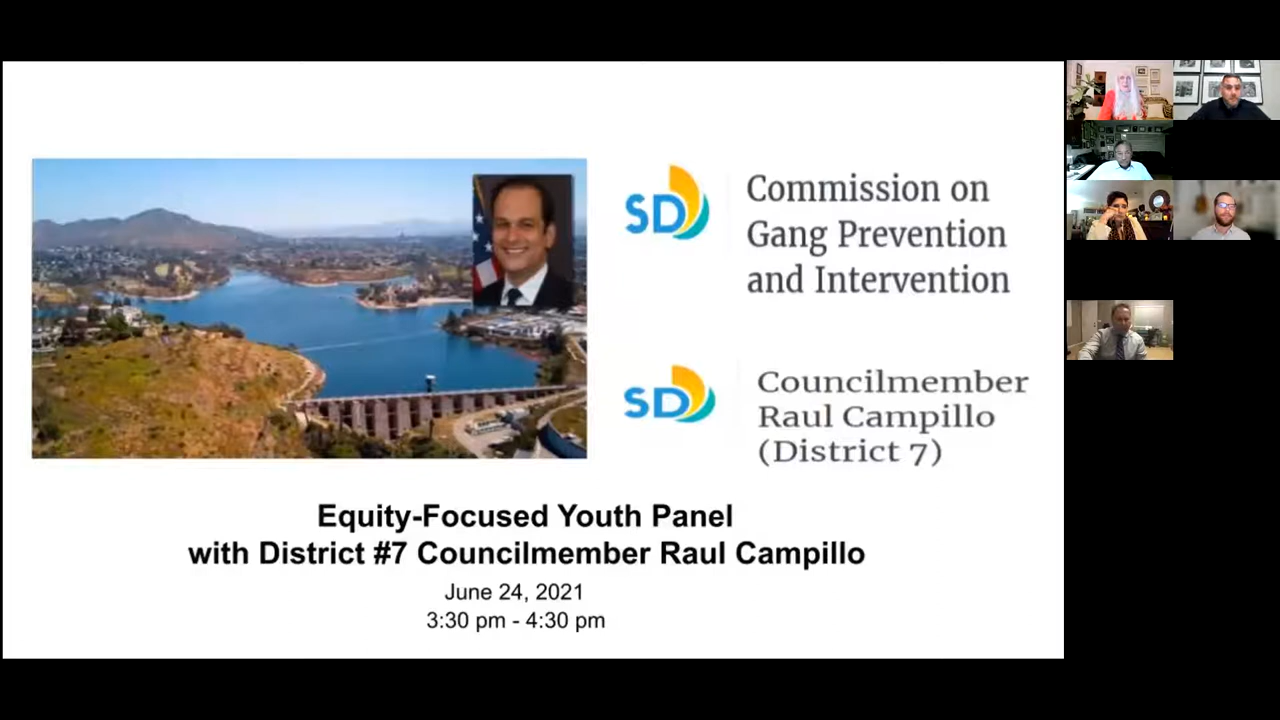 SD
Commission on
Gang Prevention
and Intervention
SD
Councilmember
Raul Campillo
(District 7)
Equity-Focused Youth Panel
with District #7 Councilmember Raul Campillo
June 24, 2021
3:30 pm - 4:30 pm